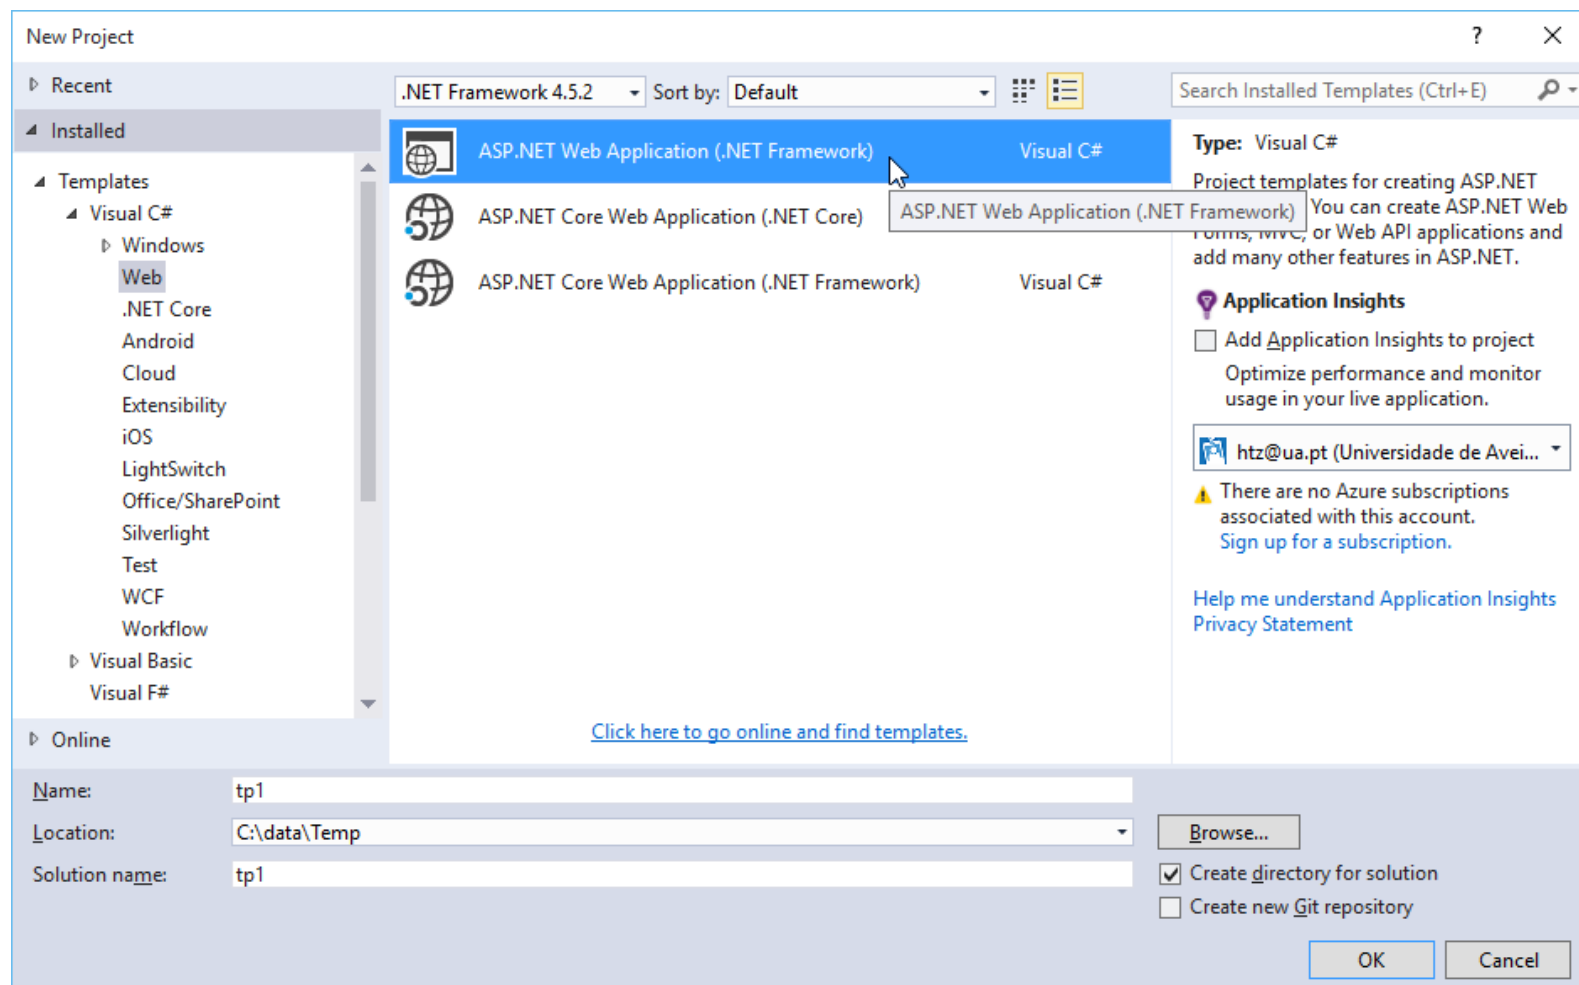 New Project
?
Recent
.NET Framework 4.5.2
Sort by:
Default
Search Installed Templates (Ctrl+E)
Installed
Templates
Visual C#
Windows
Web
.NET Core
Android
Cloud
Extensibility
iOS
LightSwitch
Office/SharePoint
Silverlight
Test
WCF
Workflow
Visual Basic
Visual F#
Online
ASP.NET Web Application (.NET Framework) Visual C#
ASP.NET Core Web Application (.NET Core)
ASP.NET Web Application (.NET Framework)
ASP.NET Core Web Application (.NET Framework) Visual C#
Click here to go online and find templates.
Type: Visual C#
Project templates for creating ASP.NET
You can create ASP.NET Web
Forms, MVC, or Web API applications and
add many other features in ASP.NET.
Application Insights
Add Application Insights to project
Optimize performance and monitor
usage in your live application.
htz@ua.pt (Universidade de Avei...
There are no Azure subscriptions
associated with this account.
Sign up for a subscription.
Help me understand Application Insights
Privacy Statement
Name: tp1
Location: C:\data\Temp
Browse...
Solution name: tp1
Create directory for solution
Create new Git repository
OK
Cancel